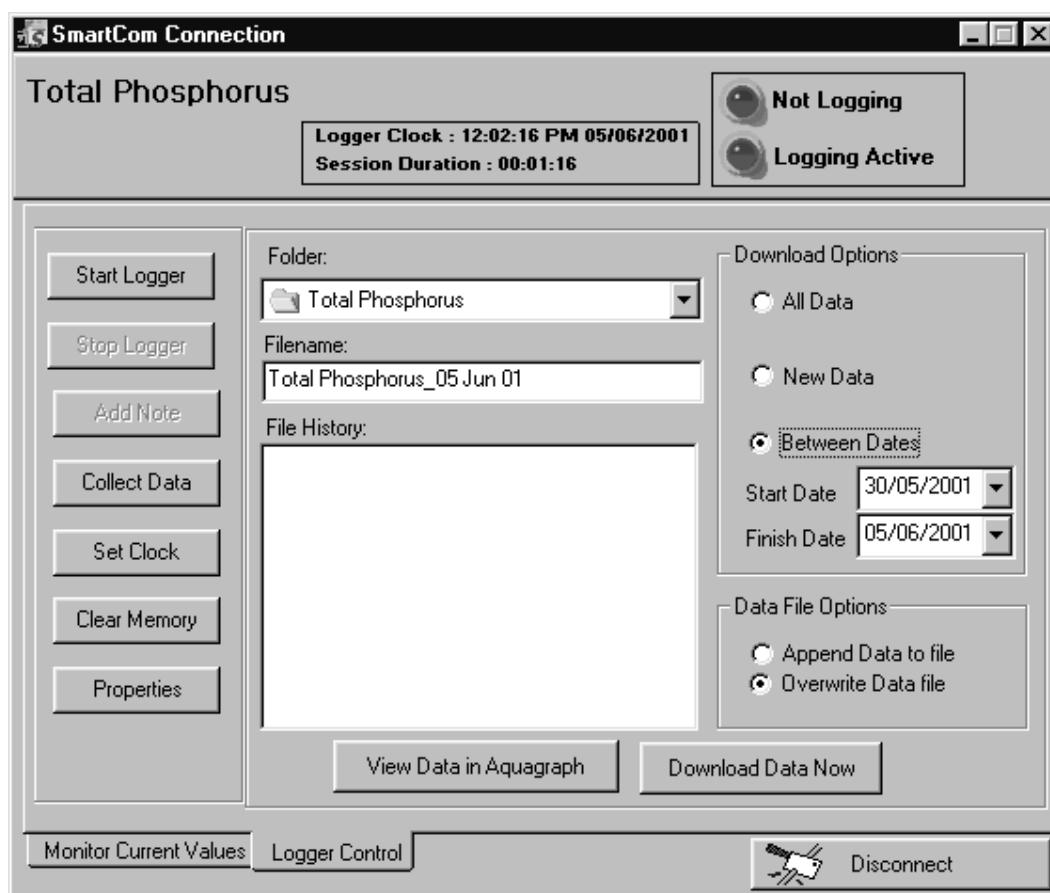 SmartCom Connection
Total Phosphorus
Logger Clock : 12:02:16 PM 05/06/2001
Session Duration : 00:01:16
Not Logging
Logging Active
Start Logger
Stop Logger
Add Note
Collect Data
Set Clock
Clear Memory
Properties
Folder:
Total Phosphorus
Filename:
Total Phosphorus_05 Jun 01
File History:
Download Options
All Data
New Data
Between Dates
Start Date 30/05/2001
Finish Date 05/06/2001
Data File Options
Append Data to file
Overwrite Data file
View Data in Aquagraph
Download Data Now
Monitor Current Values
Logger Control
Disconnect